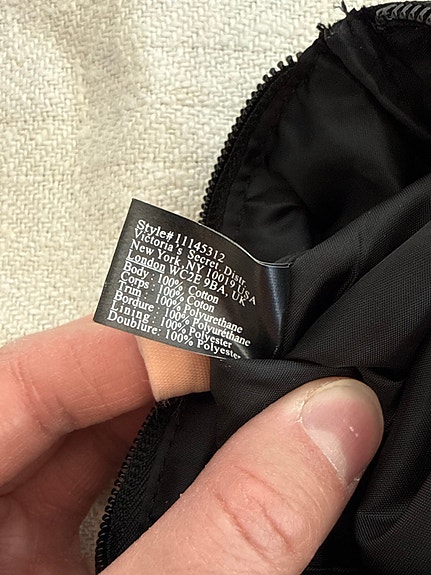 Style# 11145312
Victoria's Secret Distr.
New York, NY 10019 USA
London WC2E 9BA, UK
Body : 100% Cotton
Corps : 100% Coton
Trim : 100% Polyurethane
Bordure : 100% Polyuréthane
Lining : 100% Polyester
Doublure: 100% Polyester